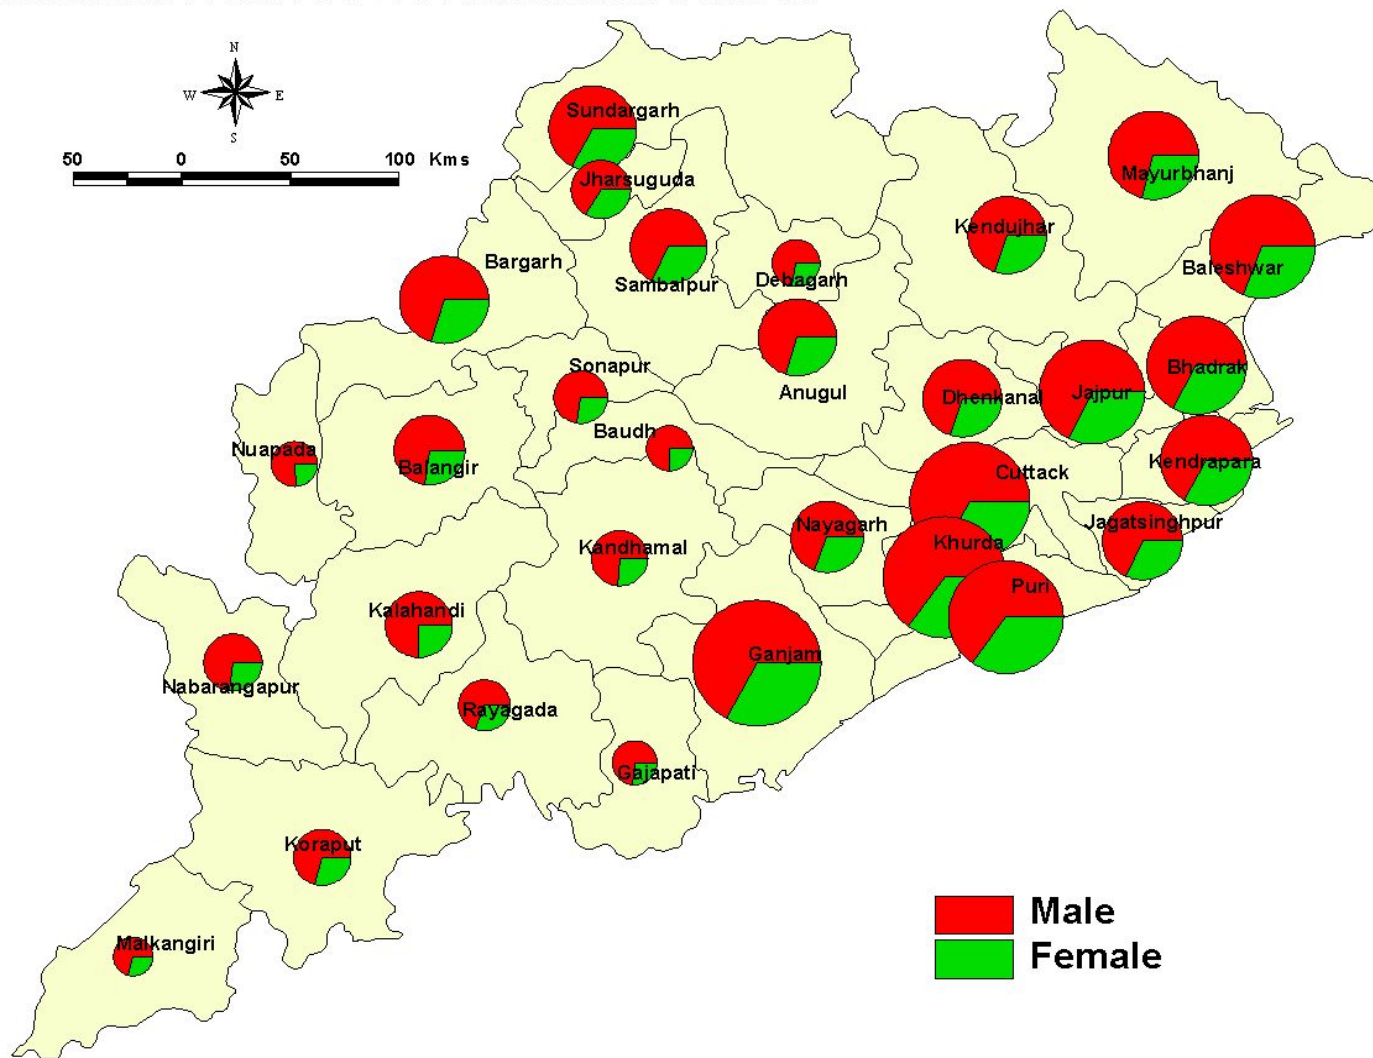 N
W E
S
50 0 50 100 Kms
Sundargarh
Jharsuguda
Mayurbhanj
Kendujhar
Bargarh
Sambalpur
Debagarh
Baleshwar
Sonapur
Anugul
Dhenkanal
Jajpur
Bhadrak
Nuapada
Balangir
Baudh
Cuttack
Kendrapara
Nayagarh
Khurda
Jagatsinghpur
Kandhamal
Puri
Kalahandi
Ganjam
Nabarangapur
Rayagada
Gajapati
Koraput
Malkangiri
Male
Female